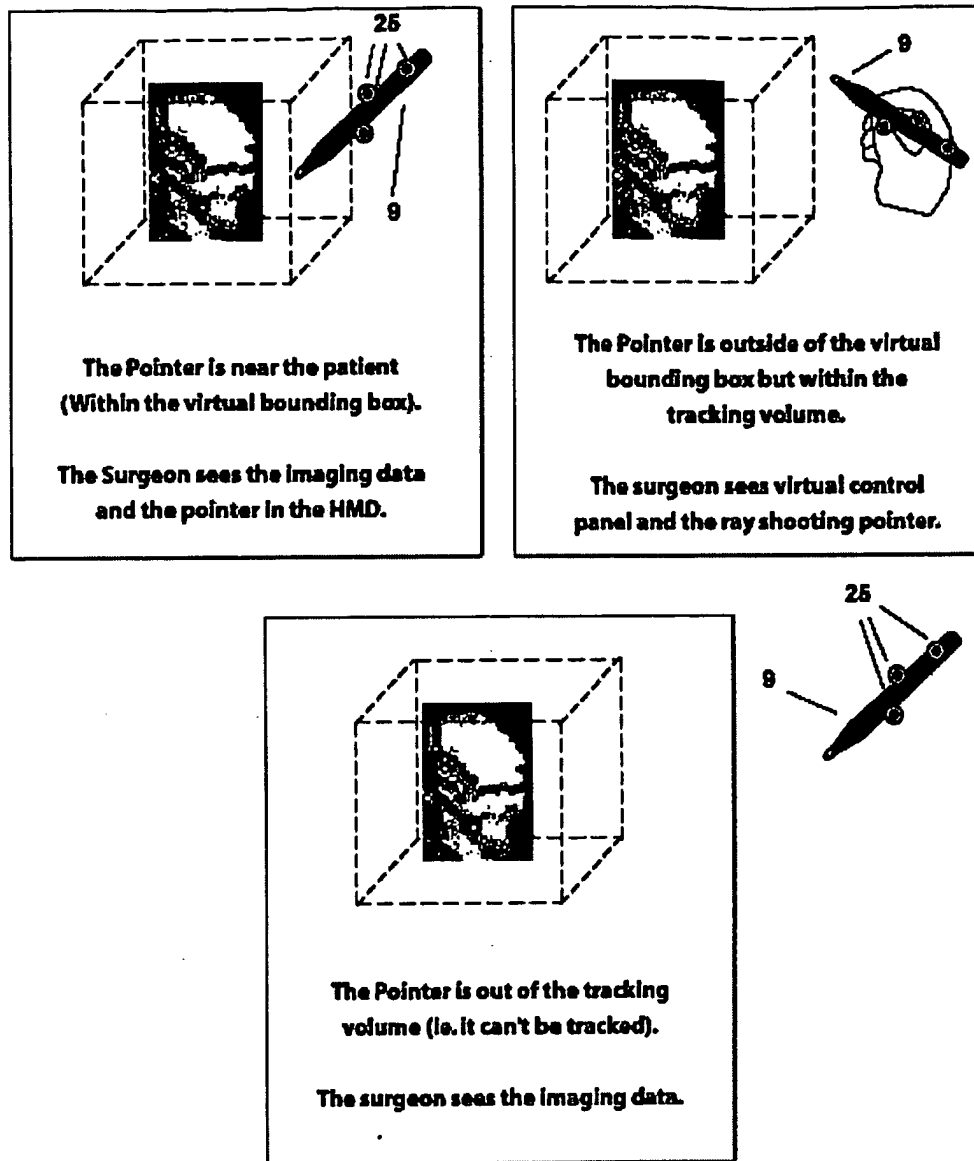 25
9
The Pointer is near the patient
(Within the virtual bounding box).
The Surgeon sees the imaging data
and the pointer in the HMD.
9
The Pointer is outside of the virtual
bounding box but within the
tracking volume.
The surgeon sees virtual control
panel and the ray shooting pointer.
25
9
The Pointer is out of the tracking
volume (ie. it can't be tracked).
The surgeon sees the imaging data.